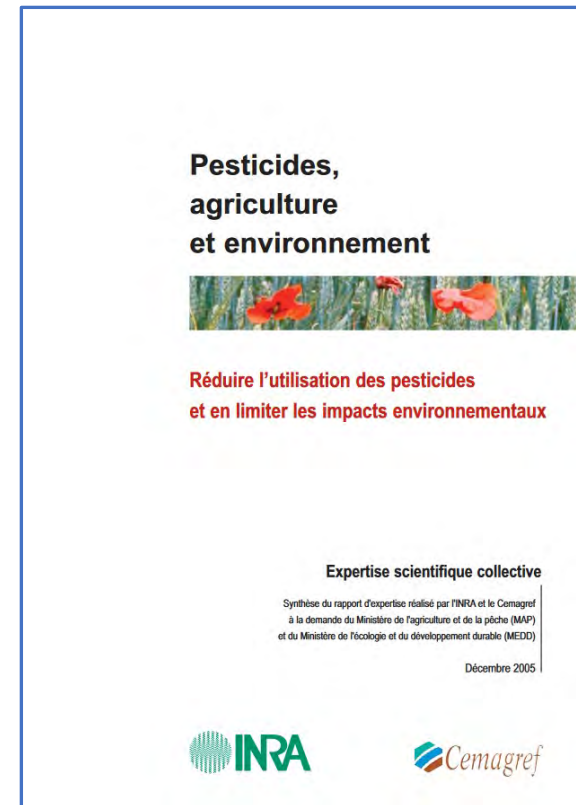 Pesticides,
agriculture
et environnement
Réduire l'utilisation des pesticides
et en limiter les impacts environnementaux
Expertise scientifique collective
Synthèse du rapport d'expertise réalisé par l'INRA et le Cemagref
à la demande du Ministère de l'agriculture et de la pêche (MAP)
et du Ministère de l'écologie et du développement durable (MEDD)
Décembre 2005
INRA
Cemagref